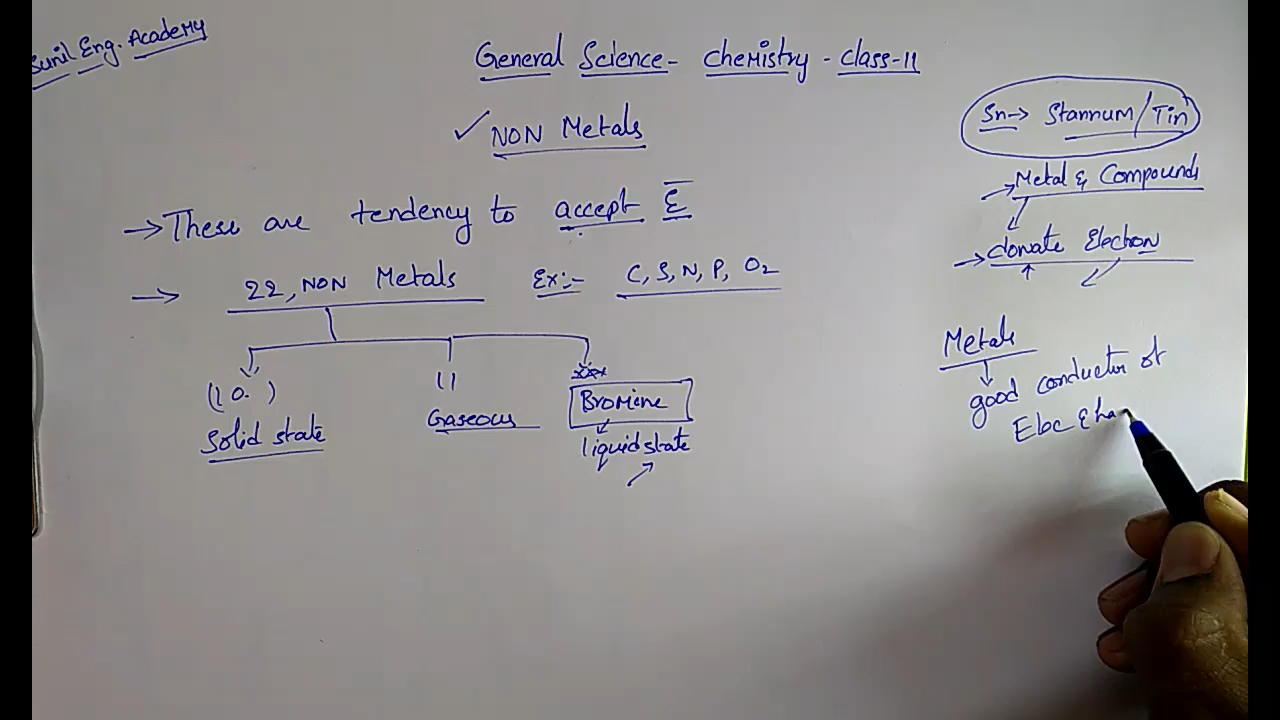 Sunil Eng. Academy
General Science - Chemistry - Class-11
✓ NON Metals
→ These are tendency to accept Ē
→ 22, NON Metals Ex:- C, S, N, P, O₂
(10.)
Solid state
11
Gaseous
Bromine
liquid state
Sn → Stannum/Tin
→ Metal & Compounds
→ donate Electron
Metals
good conductor of
Elec & ha